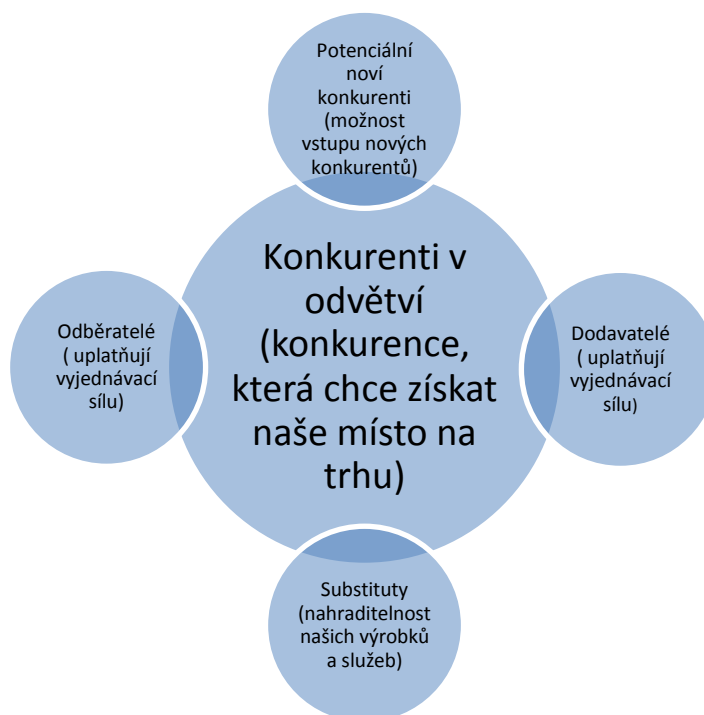 Potenciální
noví
konkurenti
(možnost
vstupu nových
konkurentů)
Konkurenti v
odvětví
(konkurence,
která chce získat
naše místo na
trhu)
Odběratelé
( uplatňují
vyjednávací
sílu)
Dodavatelé
( uplatňují
vyjednávací
sílu)
Substituty
(nahraditelnost
našich výrobků
a služeb)